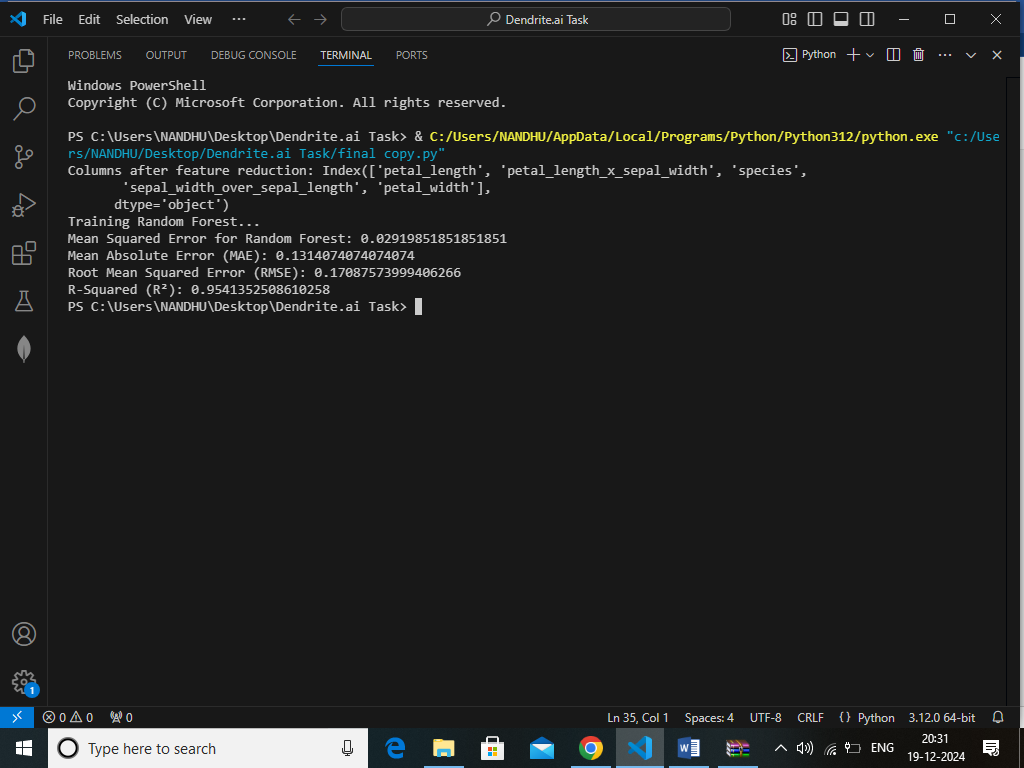 File Edit Selection View ··· Dendrite.ai Task
PROBLEMS OUTPUT DEBUG CONSOLE TERMINAL PORTS Python
Windows PowerShell
Copyright (C) Microsoft Corporation. All rights reserved.
PS C:\Users\NANDHU\Desktop\Dendrite.ai Task> & C:/Users/NANDHU/AppData/Local/Programs/Python/Python312/python.exe "c:/Use
rs/NANDHU/Desktop/Dendrite.ai Task/final copy.py"
Columns after feature reduction: Index(['petal_length', 'petal_length_x_sepal_width', 'species',
'sepal_width_over_sepal_length', 'petal_width'],
dtype='object')
Training Random Forest...
Mean Squared Error for Random Forest: 0.02919851851851851
Mean Absolute Error (MAE): 0.1314074074074074
Root Mean Squared Error (RMSE): 0.17087573999406266
R-Squared (R²): 0.9541352508610258
PS C:\Users\NANDHU\Desktop\Dendrite.ai Task>
1
0 0 0 Ln 35, Col 1 Spaces: 4 UTF-8 CRLF {} Python 3.12.0 64-bit
Type here to search ENG 20:31
19-12-2024